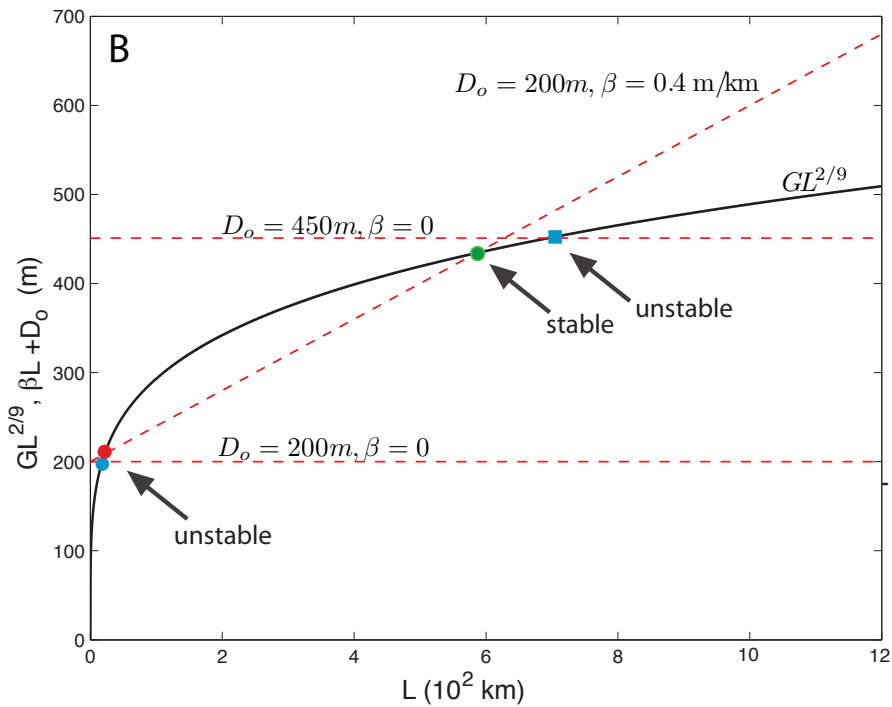 B
700
600
500
400
300
200
100
0
GL^{2/9}, βL +D_o (m)
D_o = 200m, β = 0.4 m/km
GL^{2/9}
D_o = 450m, β = 0
unstable
stable
D_o = 200m, β = 0
unstable
0 2 4 6 8 10 12
L (10^2 km)